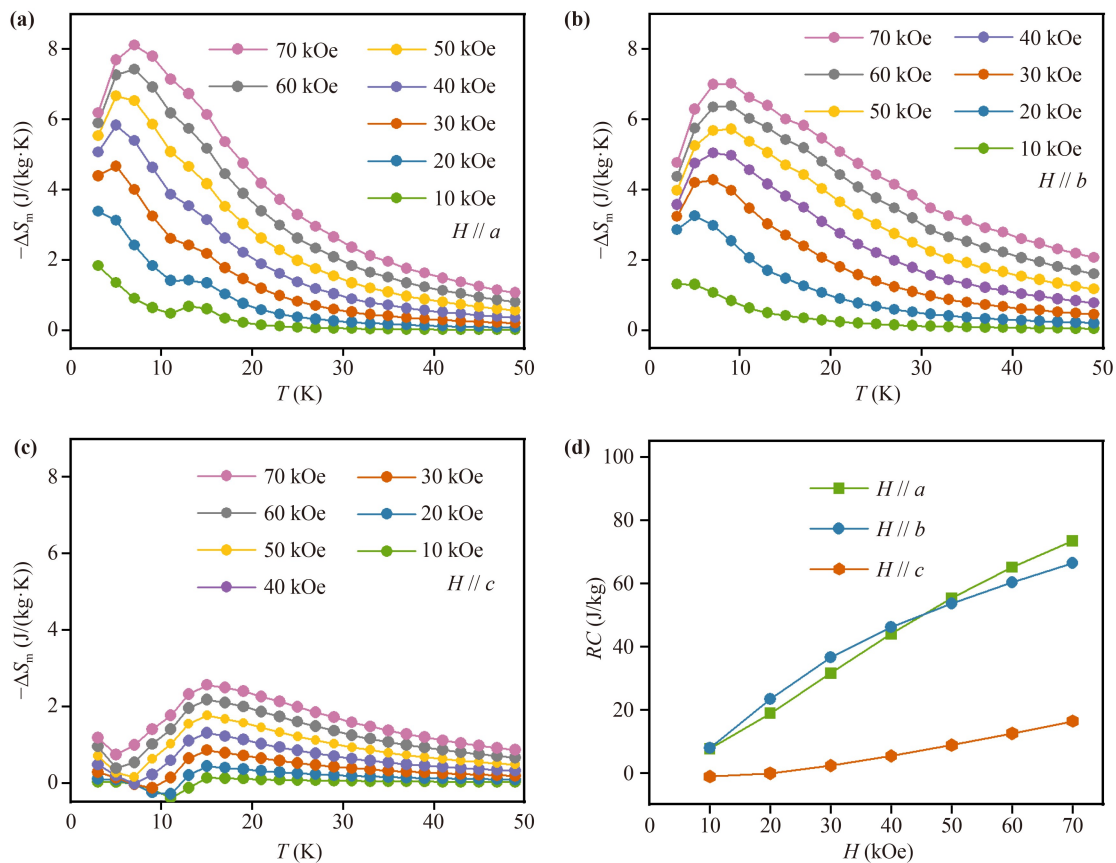 (a)
−ΔSm (J/(kg·K))
8
6
4
2
0
70 kOe
60 kOe
50 kOe
40 kOe
30 kOe
20 kOe
10 kOe
H // a
0 10 20 30 40 50
T (K)
(b)
−ΔSm (J/(kg·K))
8
6
4
2
0
70 kOe
60 kOe
50 kOe
40 kOe
30 kOe
20 kOe
10 kOe
H // b
0 10 20 30 40 50
T (K)
(c)
−ΔSm (J/(kg·K))
8
6
4
2
0
70 kOe
60 kOe
50 kOe
40 kOe
30 kOe
20 kOe
10 kOe
H // c
0 10 20 30 40 50
T (K)
(d)
RC (J/kg)
100
80
60
40
20
0
H // a
H // b
H // c
0 10 20 30 40 50 60 70
H (kOe)